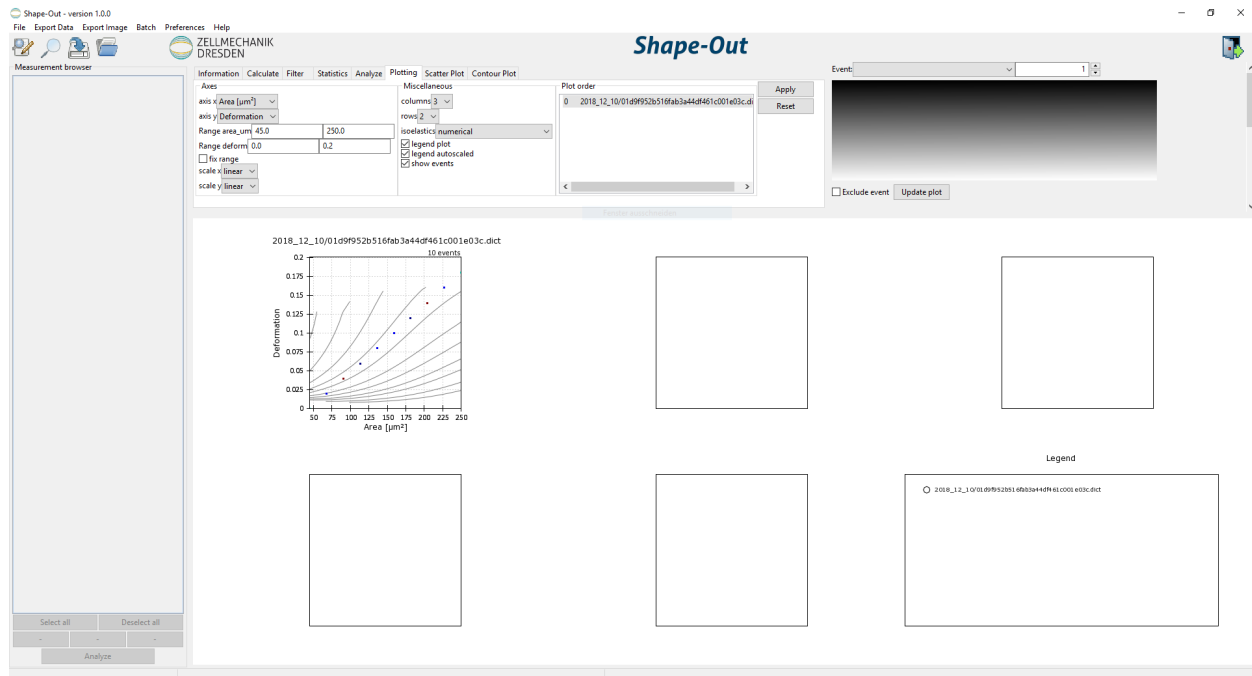 Shape-Out - version 1.0.0
File Export Data Export Image Batch Preferences Help
ZELLMECHANIK
DRESDEN
Shape-Out
Measurement browser
Information Calculate Filter Statistics Analyze Plotting Scatter Plot Contour Plot
Axes
axis x Area [µm²]
axis y Deformation
Range area_um 45.0 250.0
Range deform 0.0 0.2
fix range
scale x linear
scale y linear
Miscellaneous
columns 3
rows 2
isoelastics numerical
legend plot
legend autoscaled
show events
Plot order
0 2018_12_10/01d9f952b516fab3a44df461c001e03c.di
Apply
Reset
Event: 1
Exclude event Update plot
2018_12_10/01d9f952b516fab3a44df461c001e03c.dict
10 events
0.2
0.175
0.15
0.125
0.1
0.075
0.05
0.025
0
Deformation
50 75 100 125 150 175 200 225 250
Area [µm²]
Legend
2018_12_10/01d9f952b516fab3a44df461c001e03c.dict
Select all Deselect all
- - -
Analyze